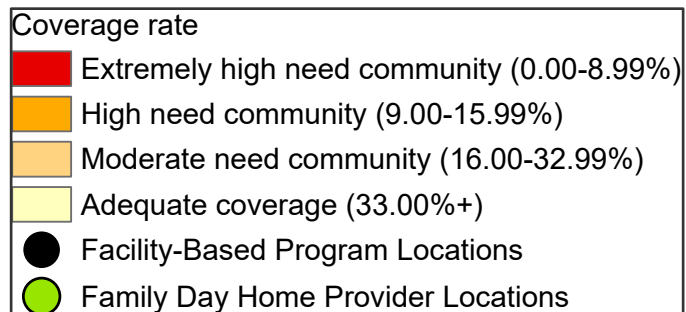 Coverage rate
Extremely high need community (0.00-8.99%)
High need community (9.00-15.99%)
Moderate need community (16.00-32.99%)
Adequate coverage (33.00%+)
Facility-Based Program Locations
Family Day Home Provider Locations